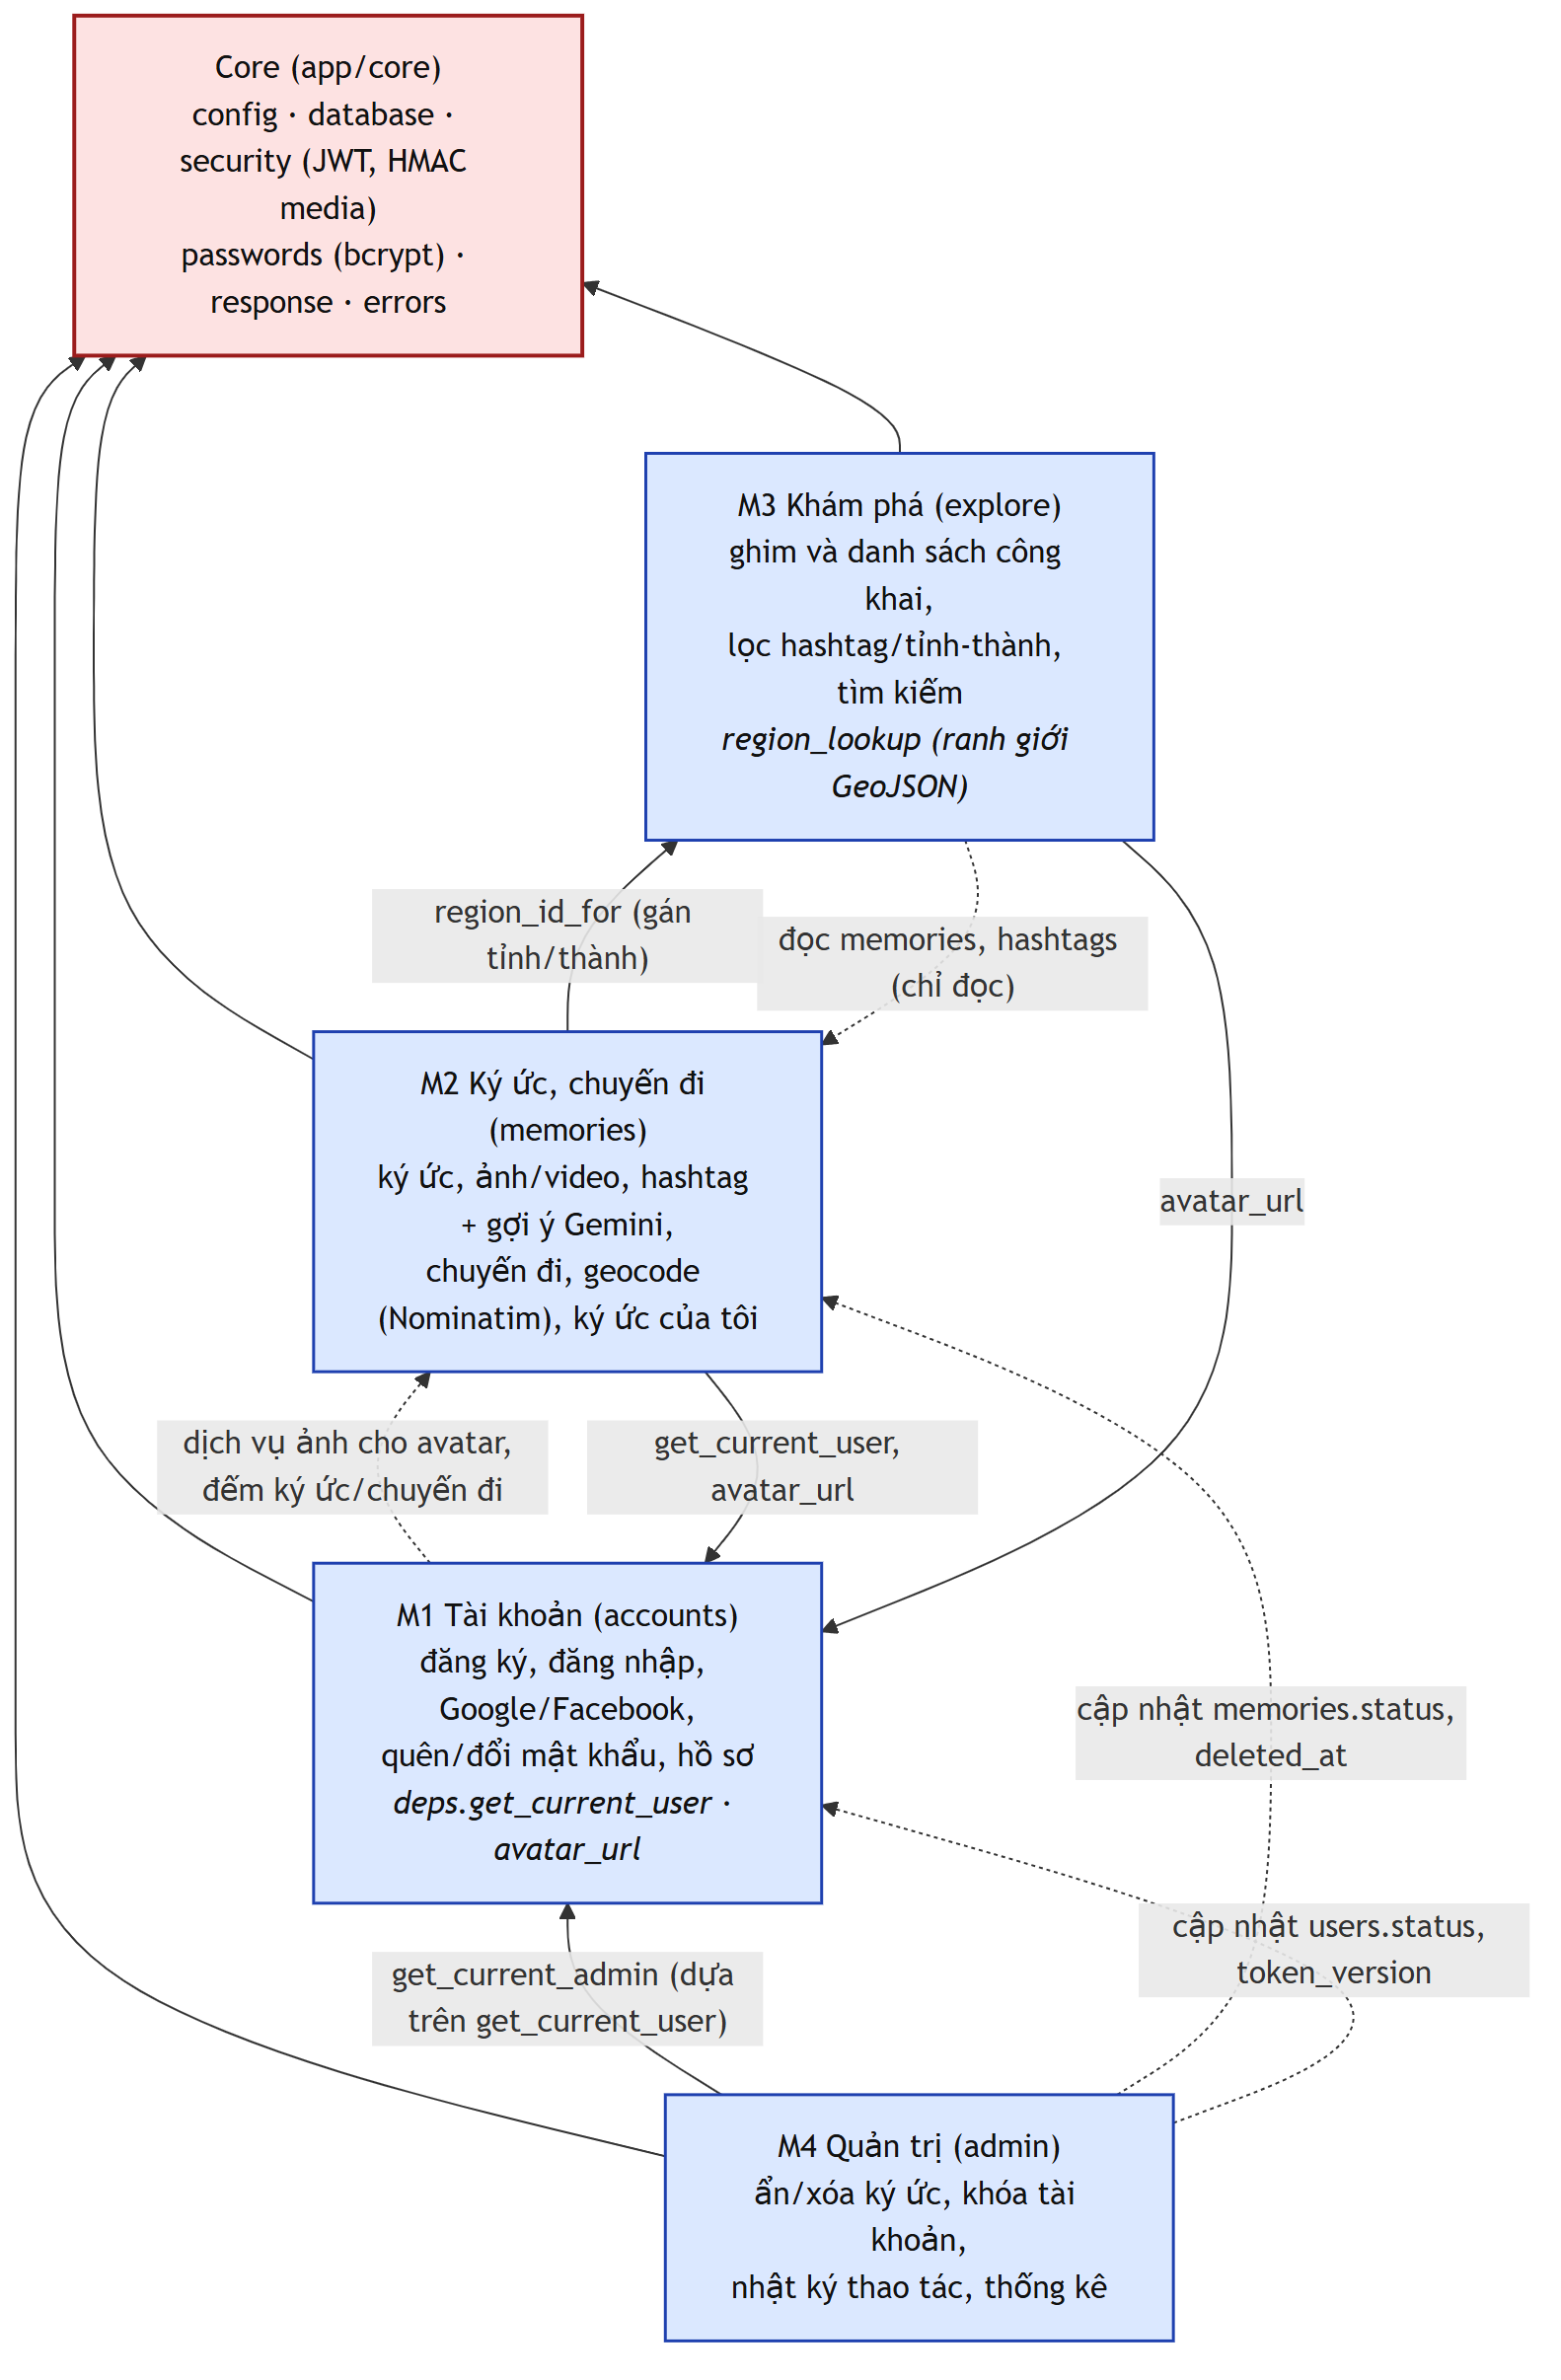 Core (app/core)
config · database ·
security (JWT, HMAC
media)
passwords (bcrypt) ·
response · errors
M3 Khám phá (explore)
ghim và danh sách công
khai,
lọc hashtag/tỉnh-thành,
tìm kiếm
region_lookup (ranh giới
GeoJSON)
region_id_for (gán
tỉnh/thành)
đọc memories, hashtags
(chỉ đọc)
M2 Ký ức, chuyến đi
(memories)
ký ức, ảnh/video, hashtag
+ gợi ý Gemini,
chuyến đi, geocode
(Nominatim), ký ức của tôi
avatar_url
dịch vụ ảnh cho avatar,
đếm ký ức/chuyến đi
get_current_user,
avatar_url
M1 Tài khoản (accounts)
đăng ký, đăng nhập,
Google/Facebook,
quên/đổi mật khẩu, hồ sơ
deps.get_current_user ·
avatar_url
cập nhật memories.status,
deleted_at
cập nhật users.status,
token_version
get_current_admin (dựa
trên get_current_user)
M4 Quản trị (admin)
ẩn/xóa ký ức, khóa tài
khoản,
nhật ký thao tác, thống kê